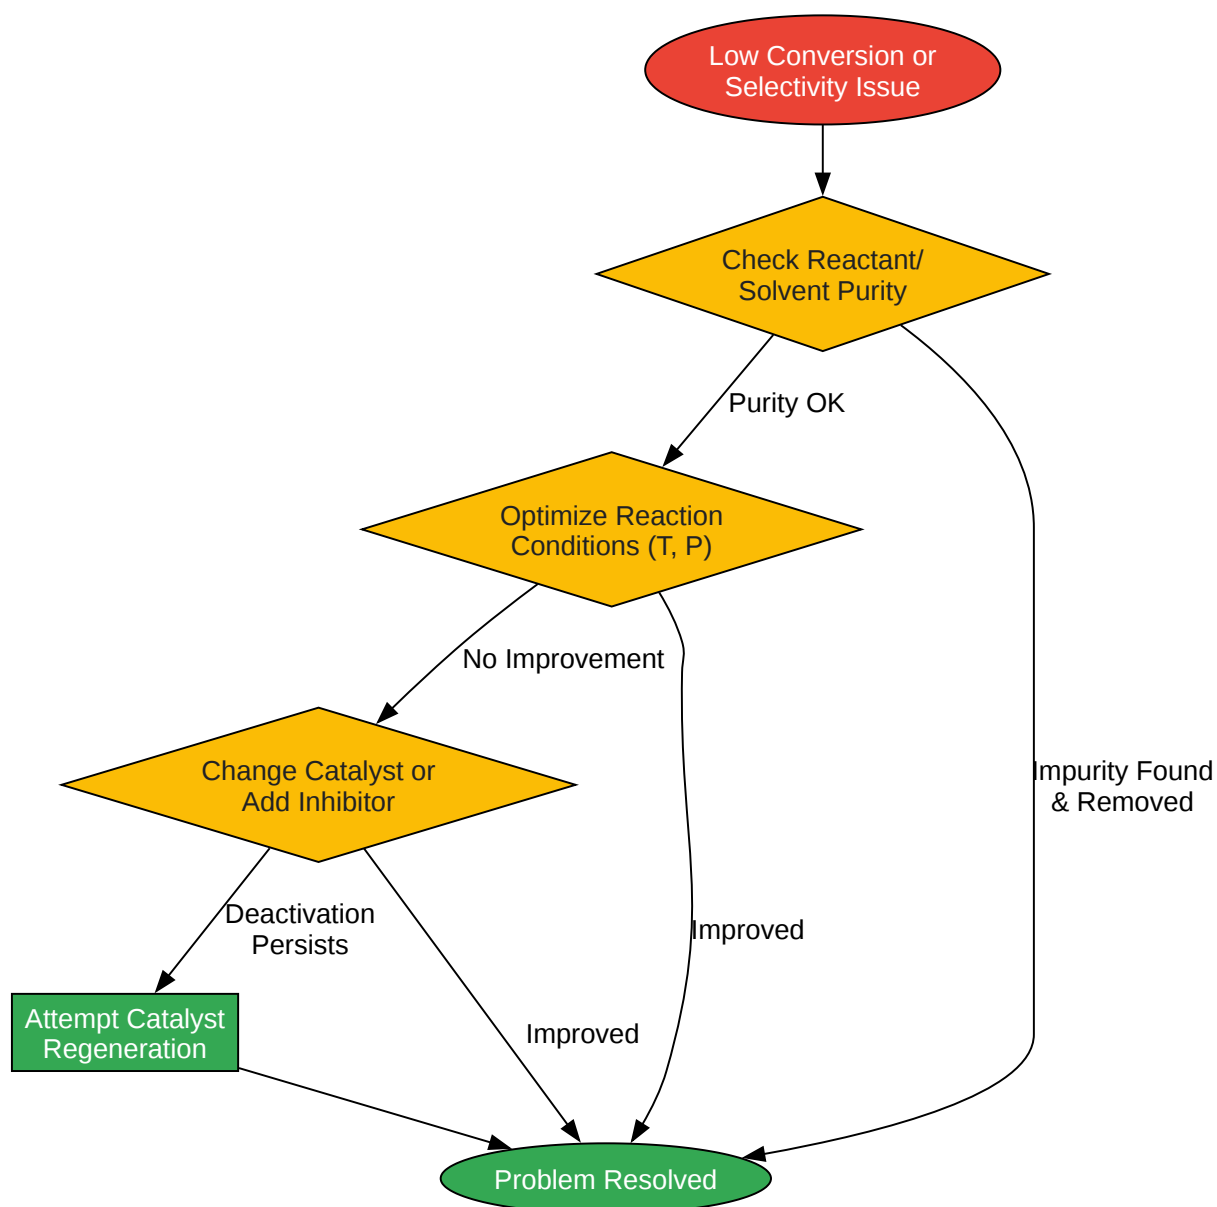 Low Conversion or
Selectivity Issue
Check Reactant/
Solvent Purity
Purity OK
Optimize Reaction
Conditions (T, P)
No Improvement
Change Catalyst or
Add Inhibitor
Impurity Found
& Removed
Deactivation
Persists
Improved
Attempt Catalyst
Regeneration
Improved
Problem Resolved